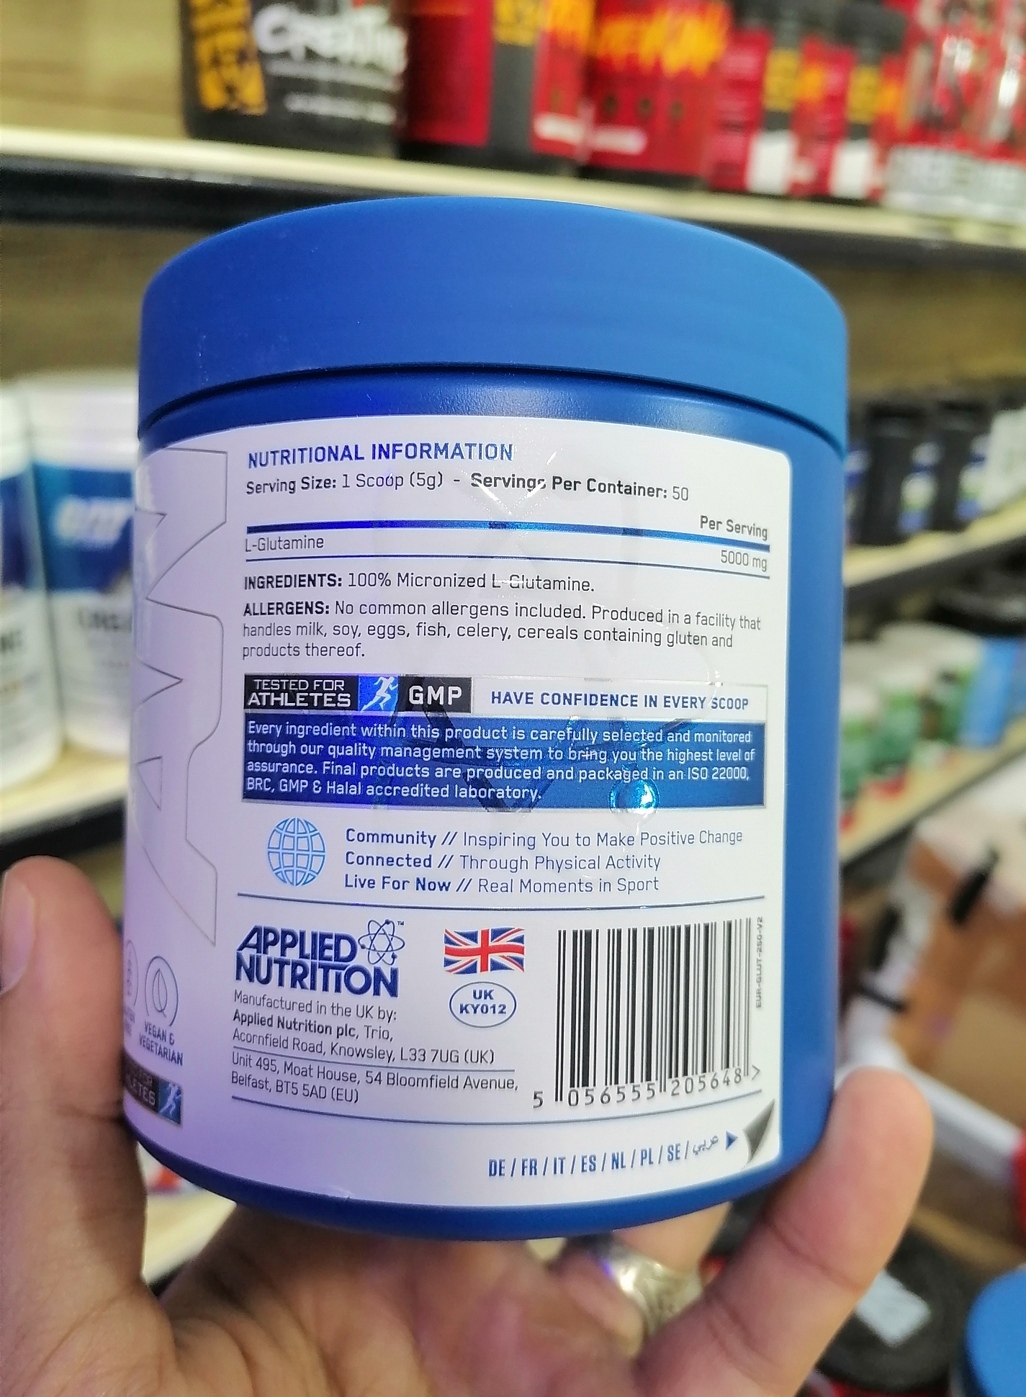 NUTRITIONAL INFORMATION
Serving Size: 1 Scoop (5g) - Servings Per Container: 50
Per Serving
L-Glutamine 5000 mg
INGREDIENTS: 100% Micronized L-Glutamine.
ALLERGENS: No common allergens included. Produced in a facility that
handles milk, soy, eggs, fish, celery, cereals containing gluten and
products thereof.
TESTED FOR
ATHLETES
GMP
HAVE CONFIDENCE IN EVERY SCOOP
Every ingredient within this product is carefully selected and monitored
through our quality management system to bring you the highest level of
assurance. Final products are produced and packaged in an ISO 22000,
BRC, GMP & Halal accredited laboratory.
Community // Inspiring You to Make Positive Change
Connected // Through Physical Activity
Live For Now // Real Moments in Sport
APPLIED
NUTRITION
™
UK
KY012
Manufactured in the UK by:
Applied Nutrition plc, Trio,
Acornfield Road, Knowsley, L33 7UG (UK)
Unit 495, Moat House, 54 Bloomfield Avenue,
Belfast, BT5 5AD (EU)
5 056555 205648 >
EUR-GLUT-250-V2
DE / FR / IT / ES / NL / PL / SE / عربي
VEGAN &
VEGETARIAN